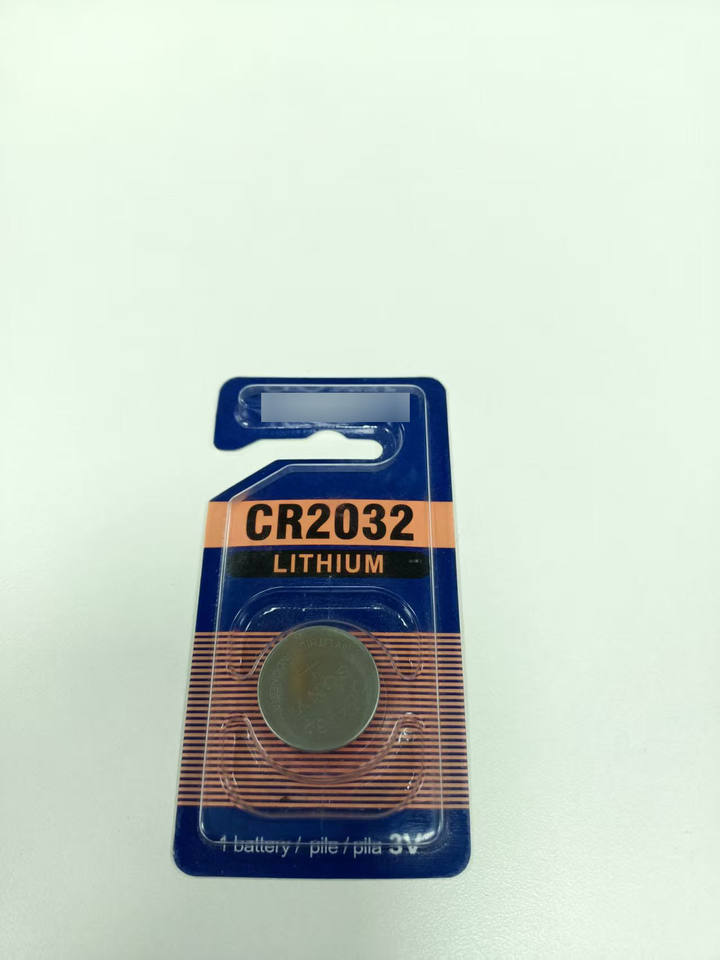 CR2032
LITHIUM
1 battery / pile / pila 3V